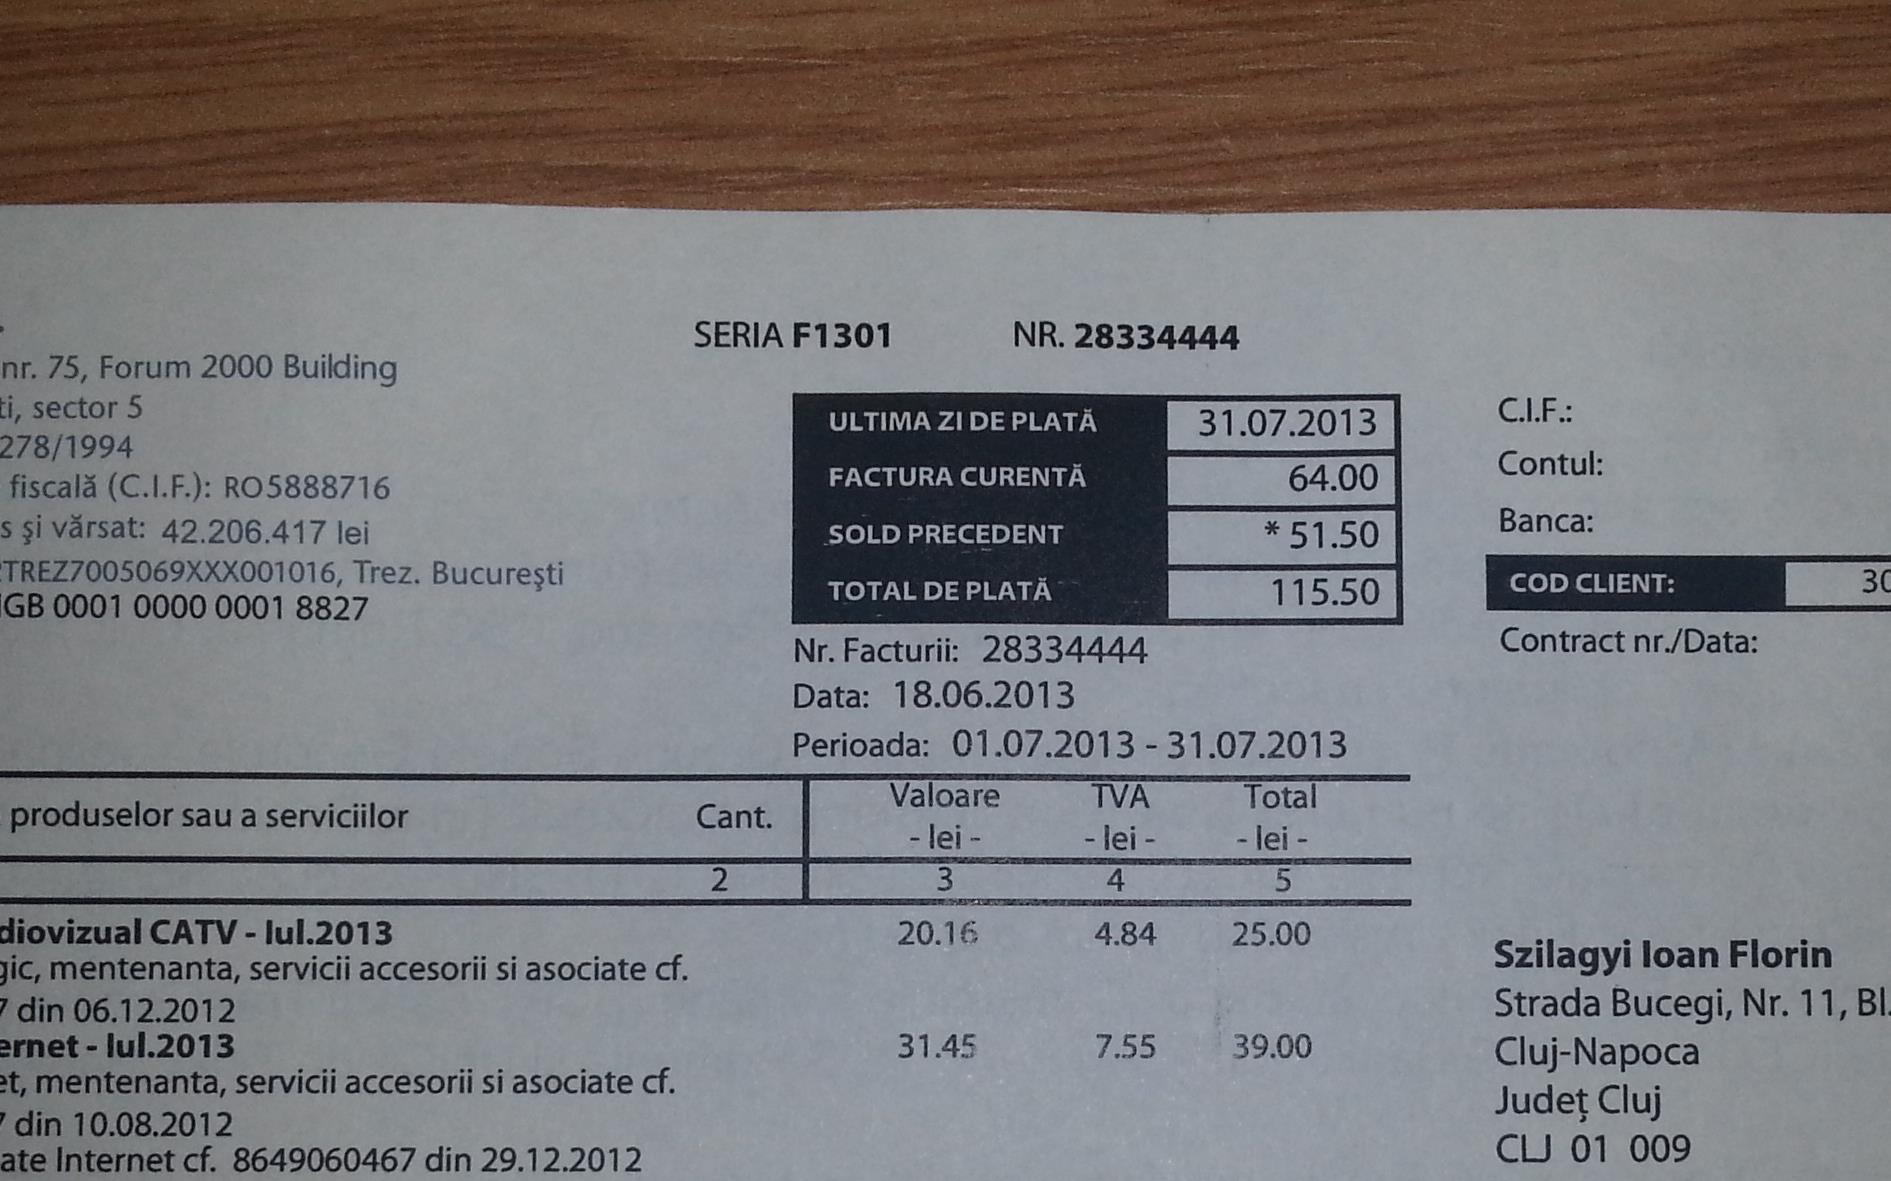 SERIA F1301 NR. 28334444
nr. 75, Forum 2000 Building
ti, sector 5
278/1994
fiscală (C.I.F.): RO5888716
s şi vărsat: 42.206.417 lei
TREZ7005069XXX001016, Trez. Bucureşti
GB 0001 0000 0001 8827
ULTIMA ZI DE PLATĂ 31.07.2013
FACTURA CURENTĂ 64.00
SOLD PRECEDENT * 51.50
TOTAL DE PLATĂ 115.50
Nr. Facturii: 28334444
Data: 18.06.2013
Perioada: 01.07.2013 - 31.07.2013
C.I.F.:
Contul:
Banca:
COD CLIENT: 30
Contract nr./Data:
produselor sau a serviciilor Cant. Valoare TVA Total
- lei - - lei - - lei -
2 3 4 5
diovizual CATV - Iul.2013 20.16 4.84 25.00
gic, mentenanta, servicii accesorii si asociate cf.
7 din 06.12.2012
ernet - Iul.2013 31.45 7.55 39.00
et, mentenanta, servicii accesorii si asociate cf.
7 din 10.08.2012
ate Internet cf. 8649060467 din 29.12.2012
Szilagyi Ioan Florin
Strada Bucegi, Nr. 11, Bl.
Cluj-Napoca
Județ Cluj
CLJ 01 009